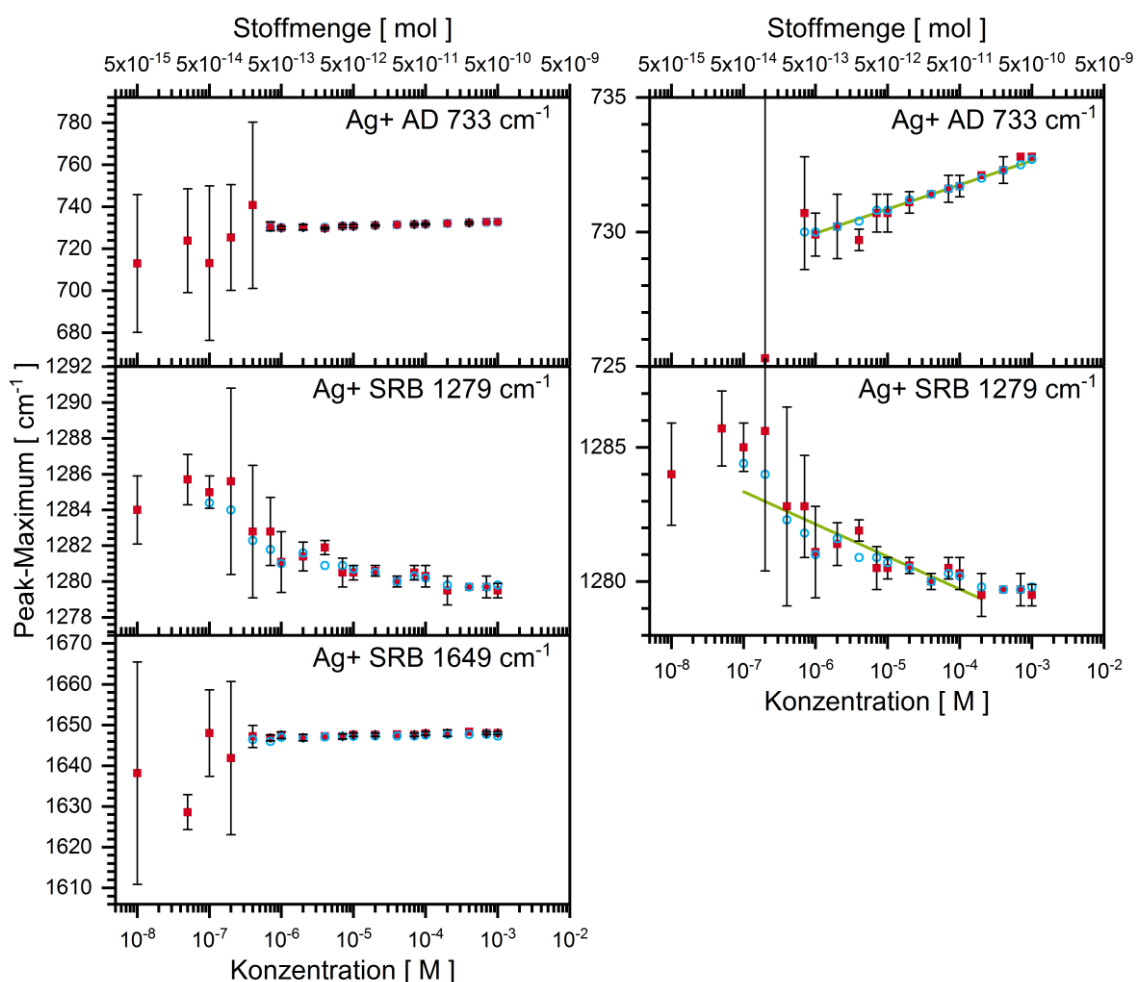 Stoffmenge [ mol ]
5x10⁻¹⁵ 5x10⁻¹⁴ 5x10⁻¹³ 5x10⁻¹² 5x10⁻¹¹ 5x10⁻¹⁰ 5x10⁻⁹
Ag+ AD 733 cm⁻¹
780
760
740
720
700
680
Peak-Maximum [ cm⁻¹ ]
Ag+ SRB 1279 cm⁻¹
1292
1290
1288
1286
1284
1282
1280
1278
Ag+ SRB 1649 cm⁻¹
1670
1660
1650
1640
1630
1620
1610
10⁻⁸ 10⁻⁷ 10⁻⁶ 10⁻⁵ 10⁻⁴ 10⁻³ 10⁻²
Konzentration [ M ]
Stoffmenge [ mol ]
5x10⁻¹⁵ 5x10⁻¹⁴ 5x10⁻¹³ 5x10⁻¹² 5x10⁻¹¹ 5x10⁻¹⁰ 5x10⁻⁹
Ag+ AD 733 cm⁻¹
735
730
725
Ag+ SRB 1279 cm⁻¹
1285
1280
10⁻⁸ 10⁻⁷ 10⁻⁶ 10⁻⁵ 10⁻⁴ 10⁻³ 10⁻²
Konzentration [ M ]